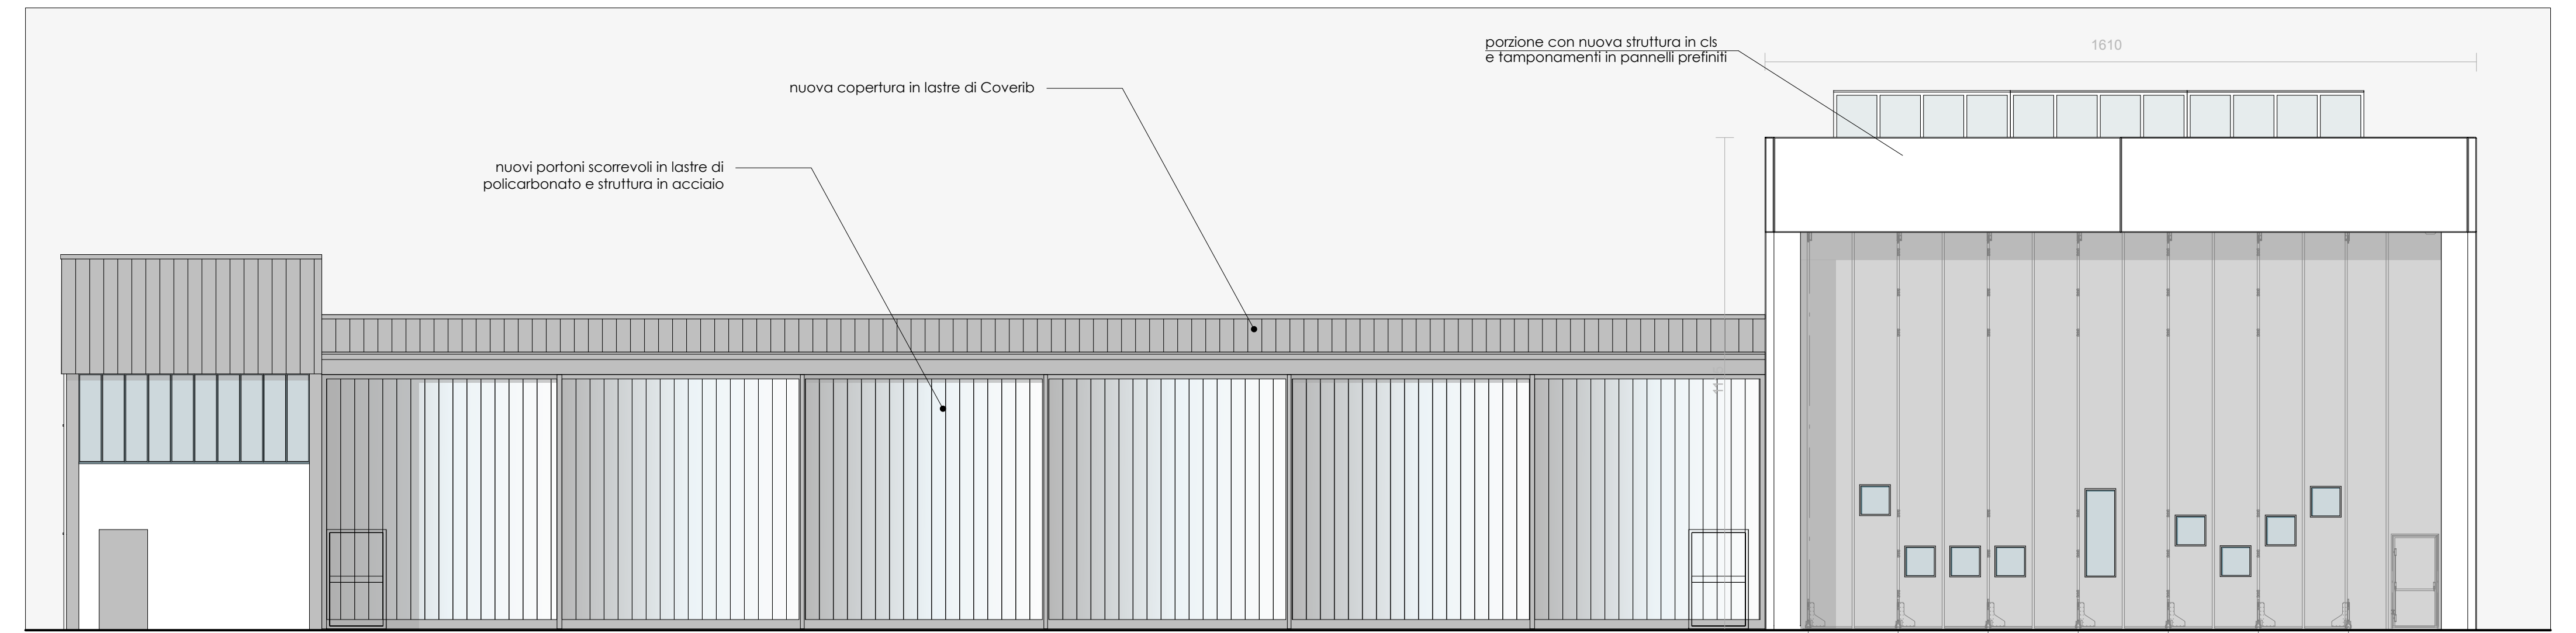 porzione con nuova struttura in cls
e tamponamenti in pannelli prefiniti
1610
nuova copertura in lastre di Coverib
nuovi portoni scorrevoli in lastre di
policarbonato e struttura in acciaio